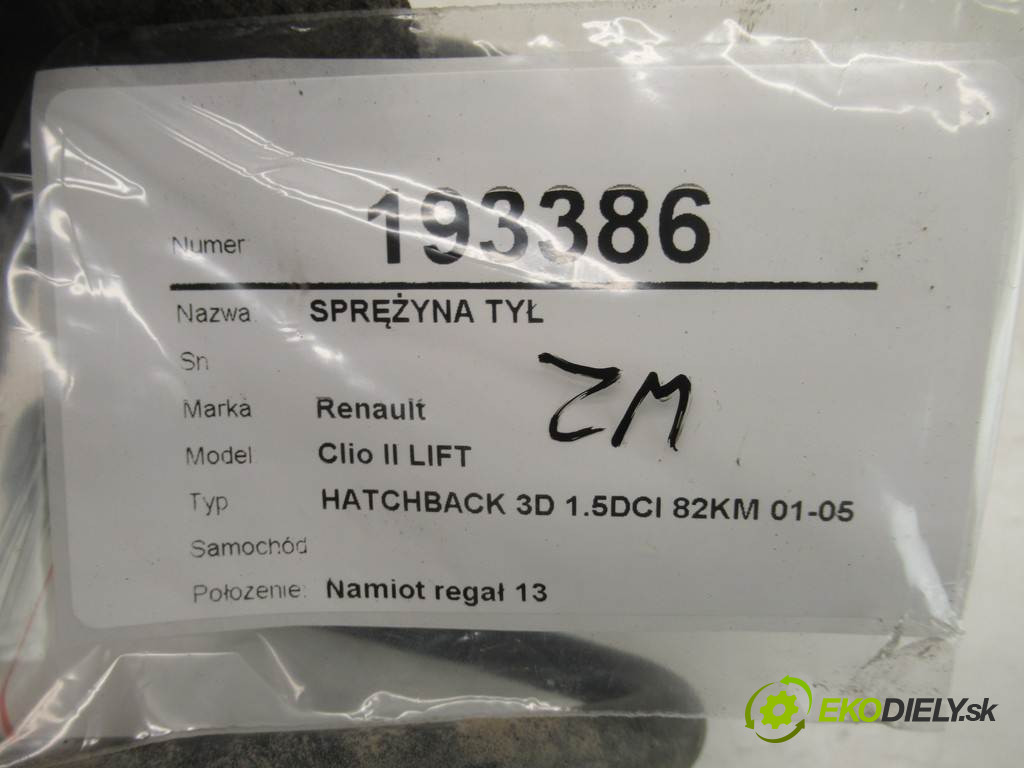 Numer 193386
Nazwa SPRĘŻYNA TYŁ
Sn
ZM
Marka Renault
Model Clio II LIFT
Typ HATCHBACK 3D 1.5DCI 82KM 01-05
Samochód
Położenie: Namiot regał 13
EKODIELY.sk